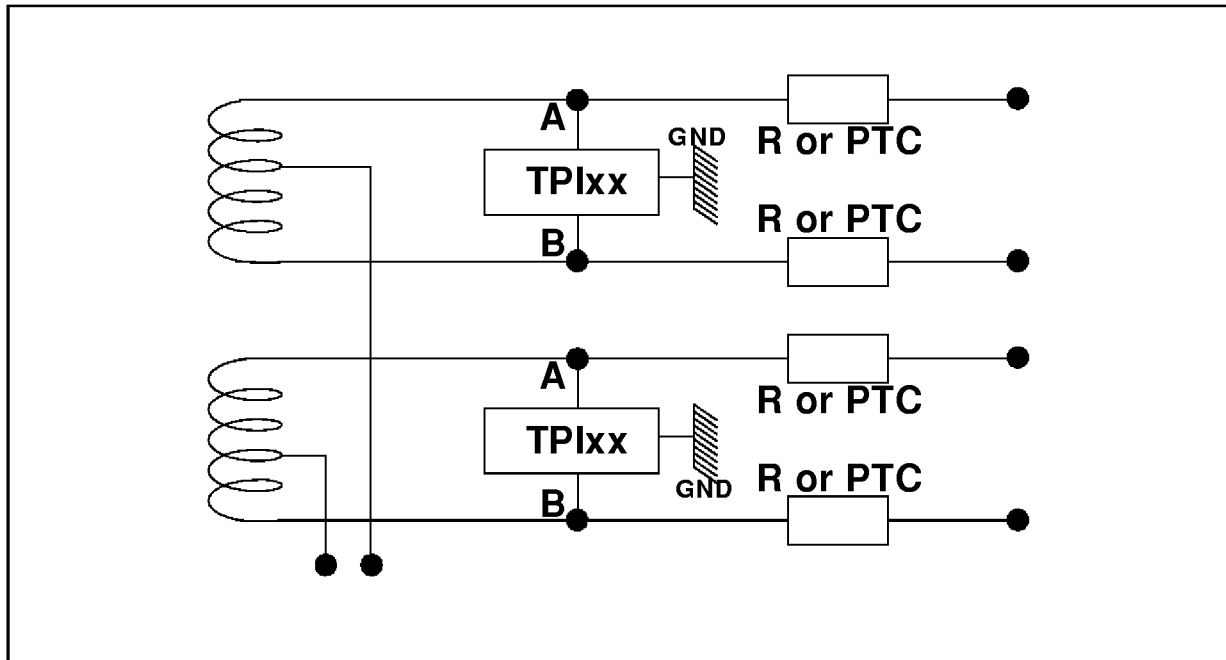 A
GND
R or PTC
TPIxx
R or PTC
B
A
R or PTC
TPIxx
R or PTC
GND
B